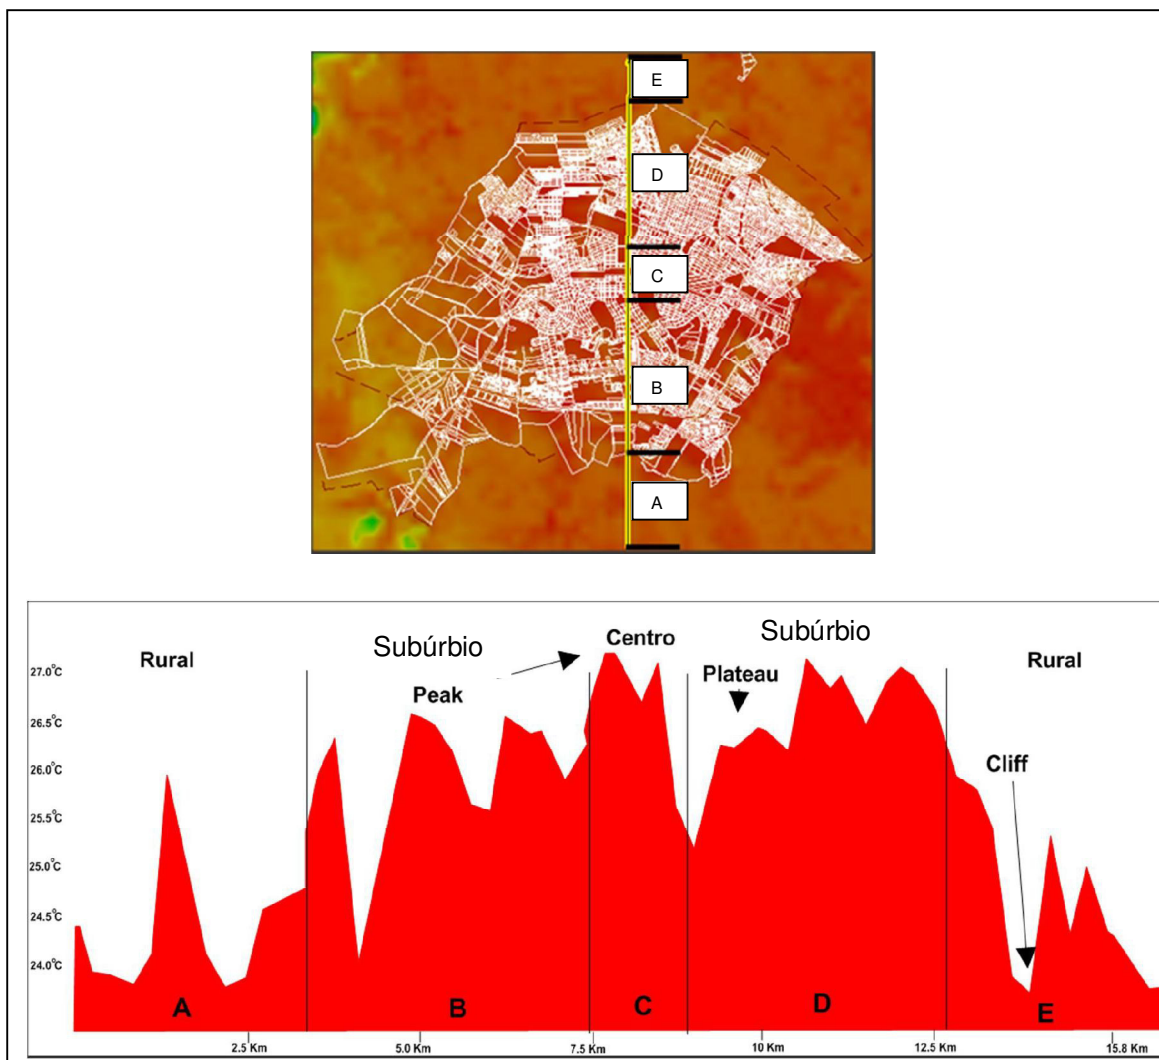 E
D
C
B
A
Rural
Subúrbio
Centro
Subúrbio
Rural
Peak
Plateau
Cliff
27.0°C
26.5°C
26.0°C
25.5°C
25.0°C
24.5°C
24.0°C
A
B
C
D
E
2.5 Km
5.0 Km
7.5 Km
10 Km
12.5 Km
15.8 Km